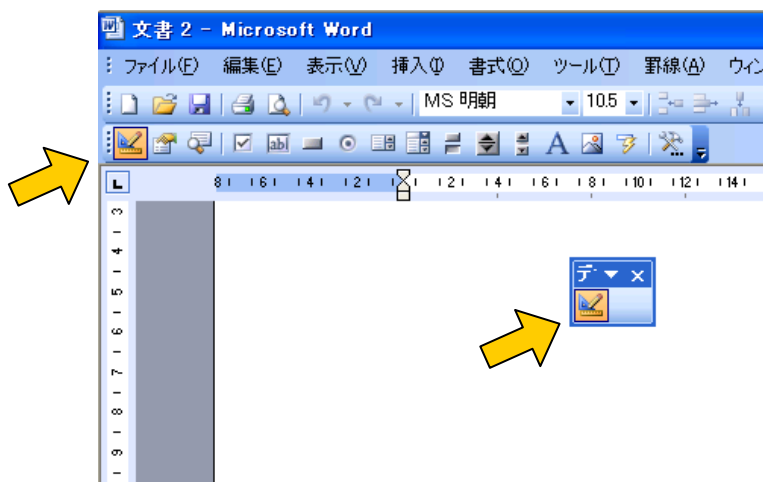 文書 2 - Microsoft Word
ファイル(F) 編集(E) 表示(V) 挿入(I) 書式(O) ツール(T) 罫線(A) ウィン
MS 明朝 10.5
ab A
L 8 6 4 2 2 4 6 8 10 12 14
デ
3
4
5
6
7
8
9